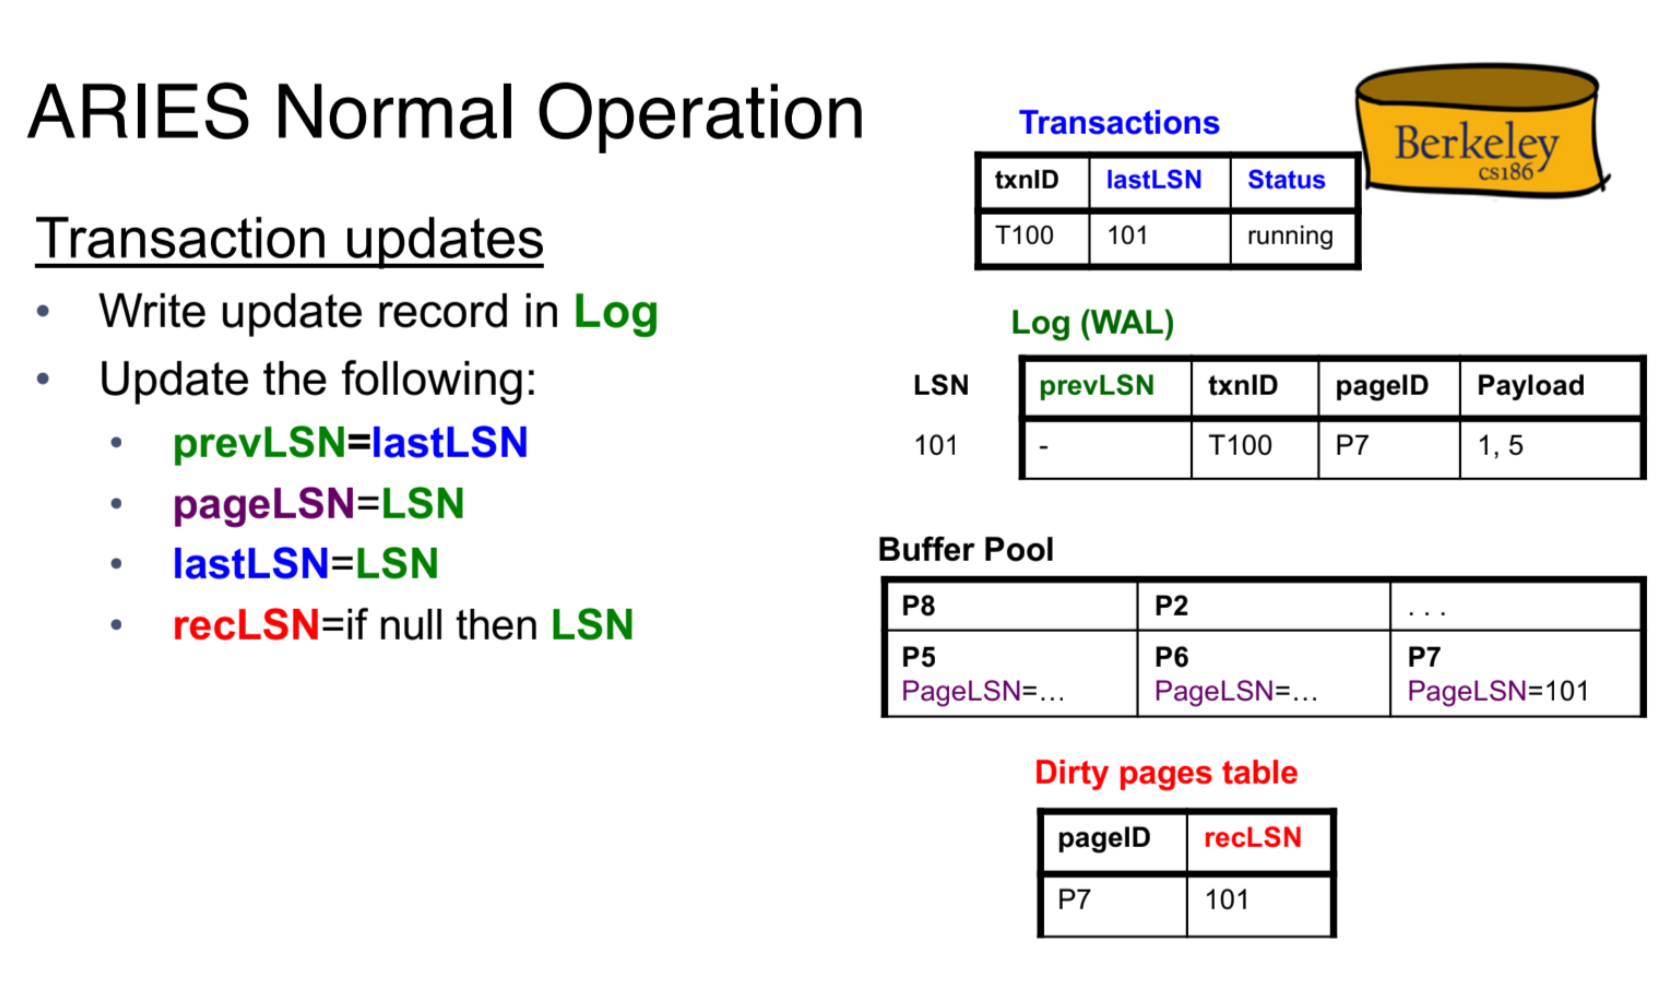 ARIES Normal Operation
Transaction updates
• Write update record in Log
• Update the following:
• prevLSN=lastLSN
• pageLSN=LSN
• lastLSN=LSN
• recLSN=if null then LSN
Transactions
txnID lastLSN Status
T100 101 running
Berkeley
cs186
Log (WAL)
LSN prevLSN txnID pageID Payload
101 - T100 P7 1, 5
Buffer Pool
P8 P2 . . .
P5 P6 P7
PageLSN=... PageLSN=... PageLSN=101
Dirty pages table
pageID recLSN
P7 101